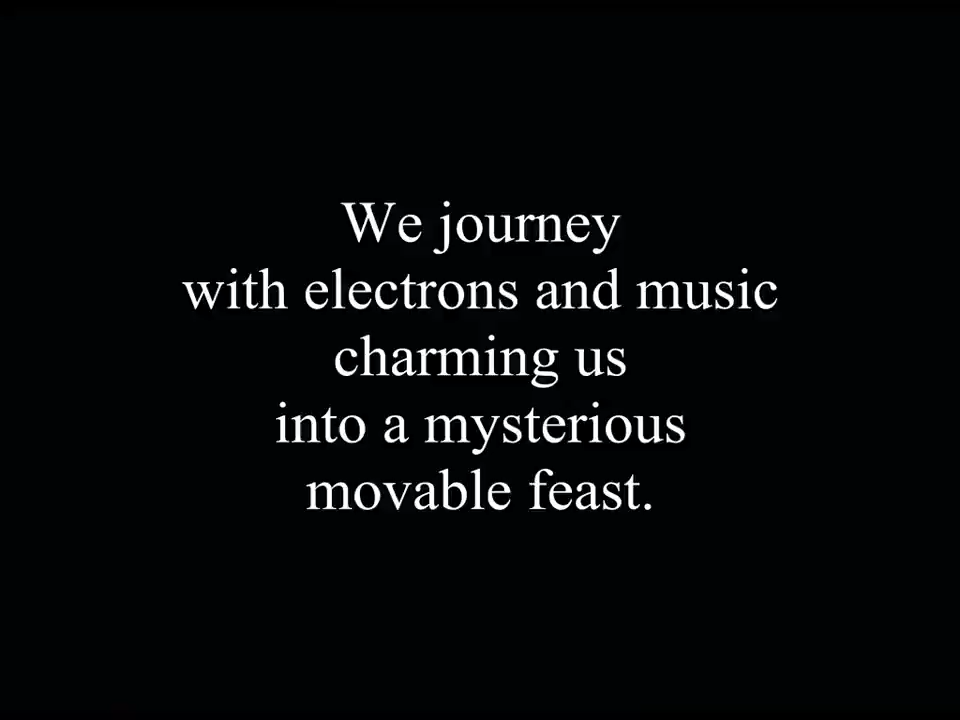 We journey
with electrons and music
charming us
into a mysterious
movable feast.